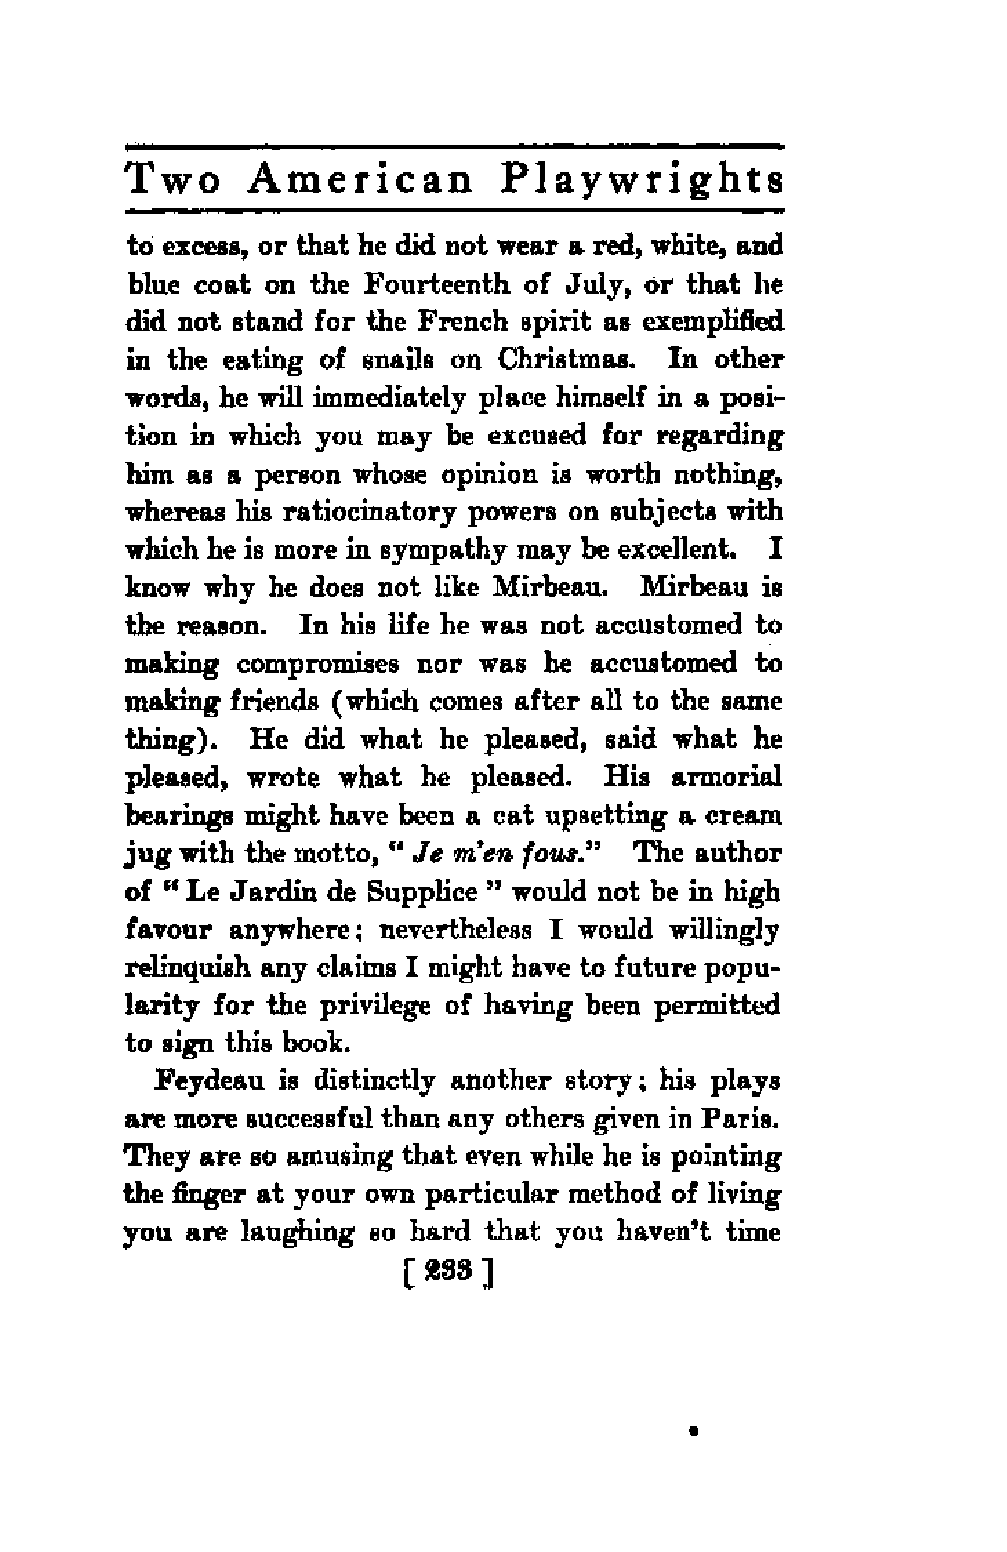 Two American Playwrights
to excess, or that he did not wear a red, white, and
blue coat on the Fourteenth of July, or that he
did not stand for the French spirit as exemplified
in the eating of snails on Christmas. In other
words, he will immediately place himself in a posi-
tion in which you may be excused for regarding
him as a person whose opinion is worth nothing,
whereas his ratiocinatory powers on subjects with
which he is more in sympathy may be excellent. I
know why he does not like Mirbeau. Mirbeau is
the reason. In his life he was not accustomed to
making compromises nor was he accustomed to
making friends (which comes after all to the same
thing). He did what he pleased, said what he
pleased, wrote what he pleased. His armorial
bearings might have been a cat upsetting a cream
jug with the motto, "Je m'en fous." The author
of "Le Jardin de Supplice" would not be in high
favour anywhere; nevertheless I would willingly
relinquish any claims I might have to future popu-
larity for the privilege of having been permitted
to sign this book.
Feydeau is distinctly another story; his plays
are more successful than any others given in Paris.
They are so amusing that even while he is pointing
the finger at your own particular method of living
you are laughing so hard that you haven't time
[ 233 ]